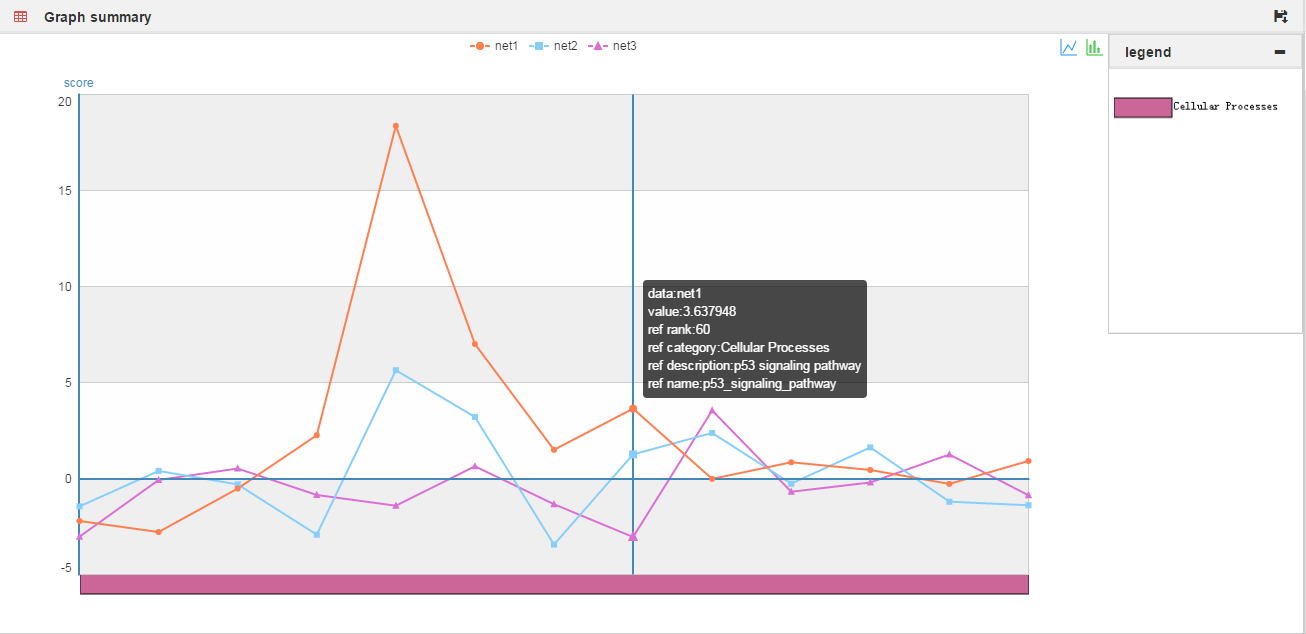 Graph summary
net1 net2 net3
legend
score
20
Cellular Processes
15
10
data:net1
value:3.637948
ref rank:60
ref category:Cellular Processes
ref description:p53 signaling pathway
ref name:p53_signaling_pathway
5
0
-5